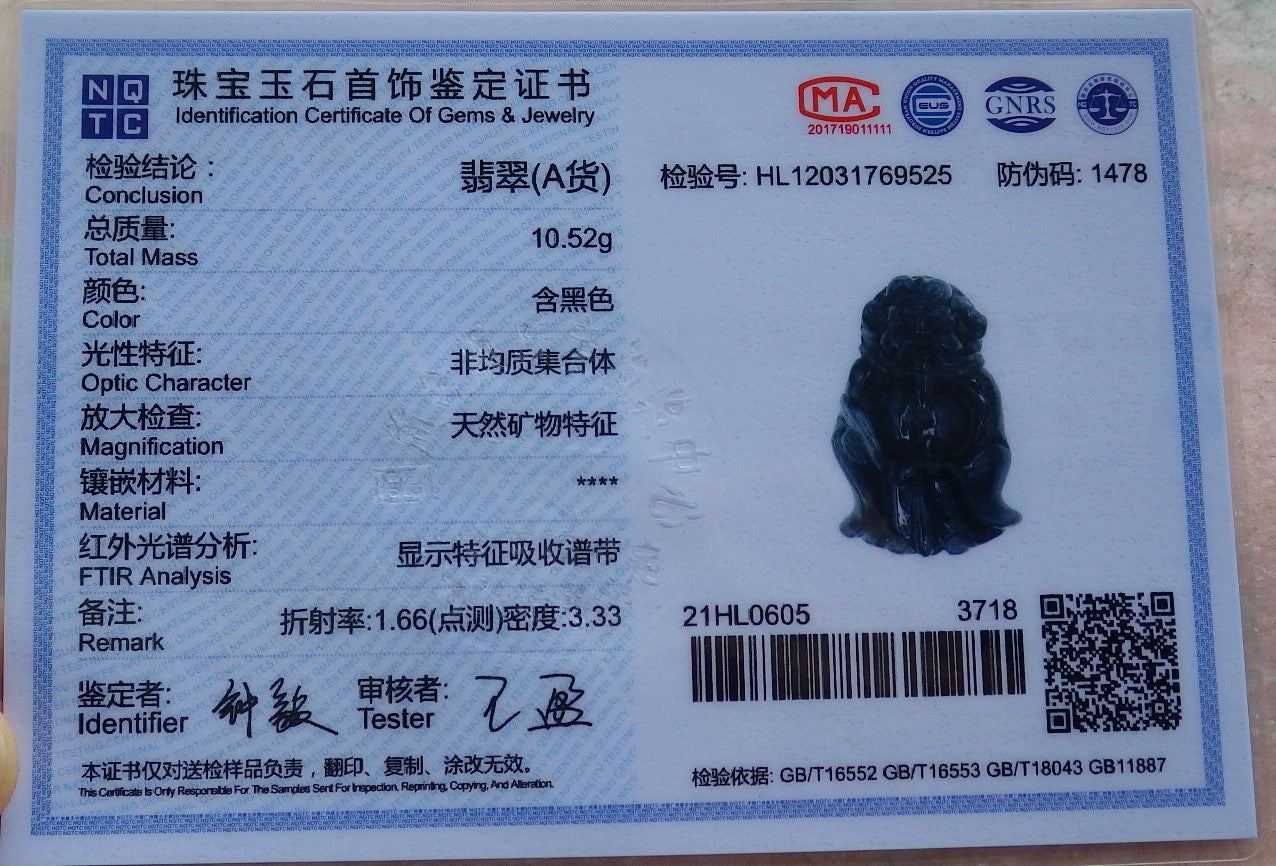 NQTC
珠宝玉石首饰鉴定证书
Identification Certificate Of Gems & Jewelry
MA
201719011111
GNRS
检验结论：
翡翠(A货)
Conclusion
总质量:
10.52g
Total Mass
颜色:
含黑色
Color
光性特征:
非均质集合体
Optic Character
放大检查:
天然矿物特征
Magnification
镶嵌材料:
****
Material
红外光谱分析:
显示特征吸收谱带
FTIR Analysis
备注:
折射率:1.66(点测)密度:3.33
Remark
鉴定者:
Identifier
审核者:
Tester
本证书仅对送检样品负责，翻印、复制、涂改无效。
This Certificate Is Only Responsible For The Samples Sent For Inspection, Reprinting, Copying, And Alteration.
检验号: HL12031769525 防伪码: 1478
21HL0605 3718
检验依据: GB/T16552 GB/T16553 GB/T18043 GB11887